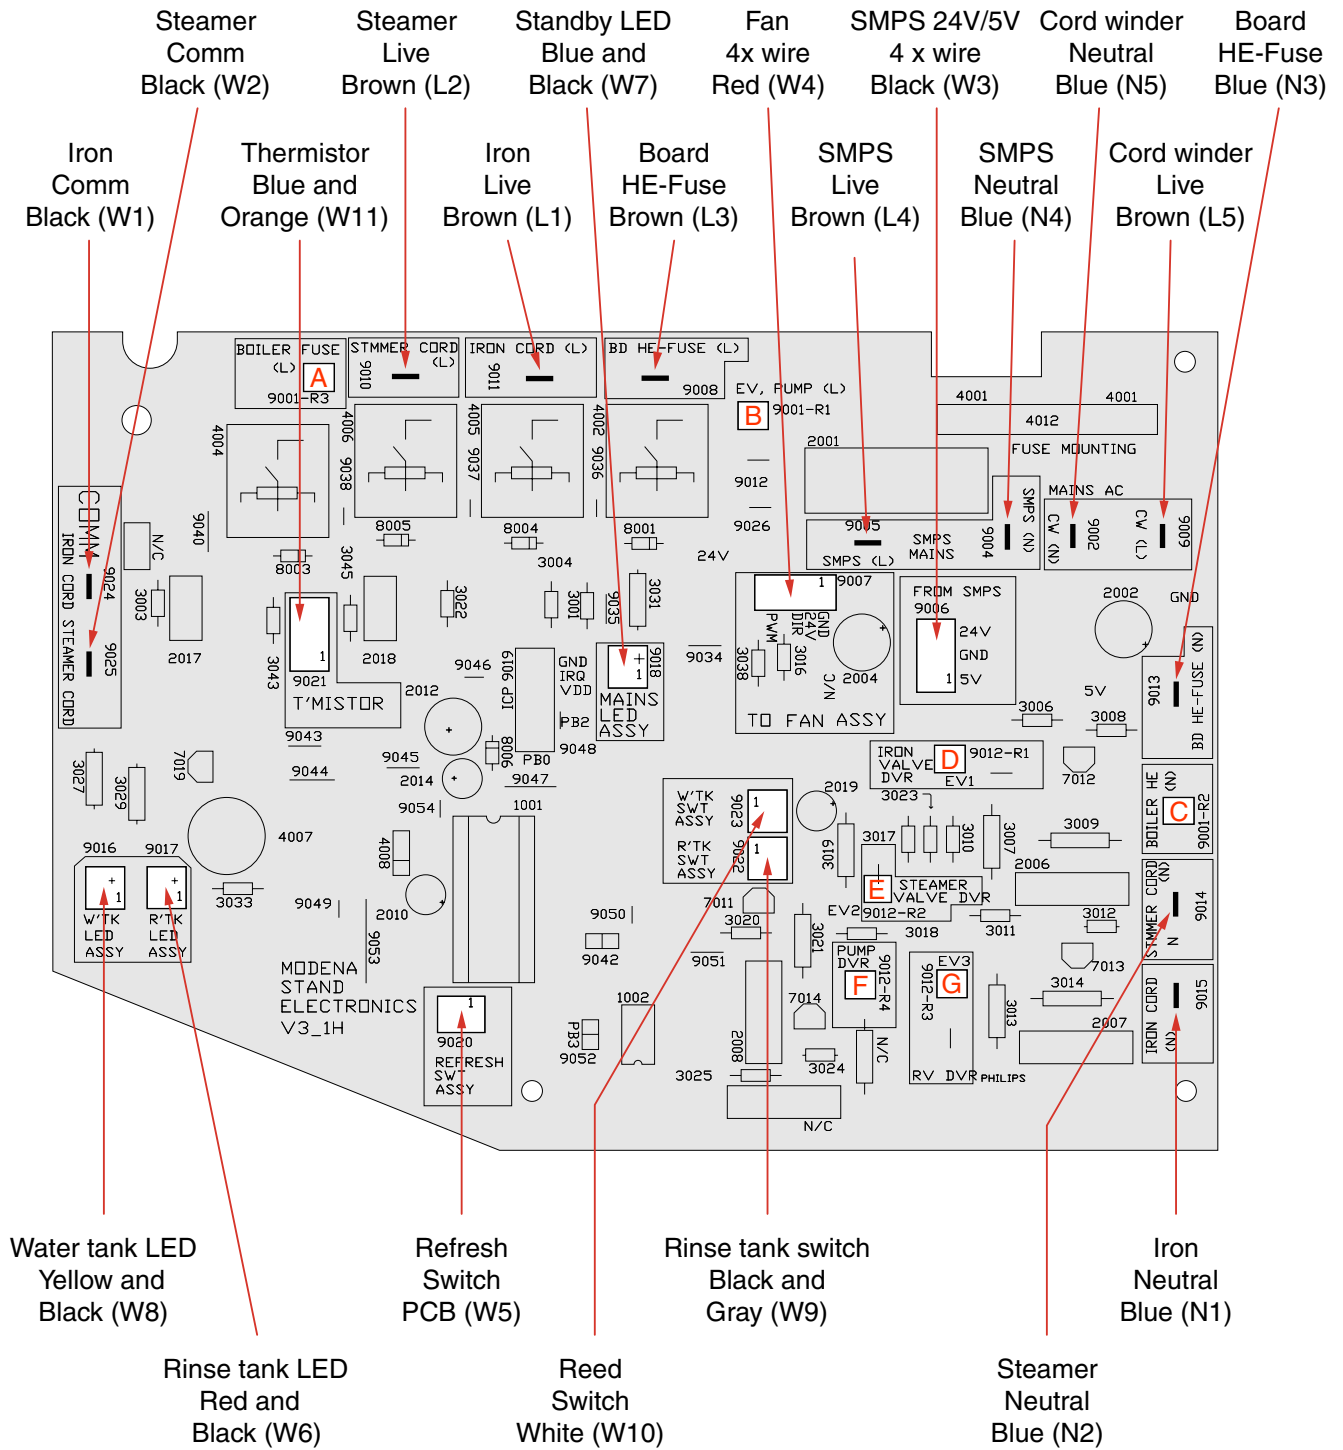 Steamer
Comm
Black (W2)
Steamer
Live
Brown (L2)
Standby LED
Blue and
Black (W7)
Fan
4x wire
Red (W4)
SMPS 24V/5V
4 x wire
Black (W3)
Cord winder
Neutral
Blue (N5)
Board
HE-Fuse
Blue (N3)
Iron
Comm
Black (W1)
Thermistor
Blue and
Orange (W11)
Iron
Live
Brown (L1)
Board
HE-Fuse
Brown (L3)
SMPS
Live
Brown (L4)
SMPS
Neutral
Blue (N4)
Cord winder
Live
Brown (L5)
BOILER FUSE
(L)
A
9001-R3
STMMER CORD
(L)
9010
IRON CORD (L)
9011
BD HE-FUSE (L)
9008
EV, PUMP (L)
B
9001-R1
4001
4001
4012
FUSE MOUNTING
2001
4004
4006
9038
4005
9037
4002
9036
9012
9026
24V
9040
8003
3045
8005
8004
3004
8001
COMM
IRON CORD
STEAMER CORD
9024
9025
N/C
3003
2017
3043
9021
1
T'MISTOR
2018
3022
3001
9035
3031
9005
SMPS (L)
SMPS
MAINS
SMPS (N)
9004
MAINS AC
CW (N)
9002
CW (L)
9009
1
9007
GND
24V
DIR
PWM
3038
3016
N/C
2004
TO FAN ASSY
FROM SMPS
9006
24V
GND
5V
1
2002
GND
9013
BD HE-FUSE (N)
5V
3006
3008
7012
9046
2012
PCJ 9019
GND
IRQ
VDD
PB2
PB0
9048
8006
9018
+
1
MAINS
LED
ASSY
9034
9043
9044
9045
2014
9047
9054
1001
7019
3027
3029
4007
4008
2010
3033
9049
9053
9016
+
1
W'TK
LED
ASSY
9017
+
1
R'TK
LED
ASSY
MODENA
STAND
ELECTRONICS
V3_1H
1
9020
REFRESH
SWT
ASSY
W'TK
SWT
ASSY
9023
1
R'TK
SWT
ASSY
9022
1
2019
3019
IRON
VALVE
DVR
D
9012-R1
EV1
3023
3017
3010
3007
3009
2006
BOILER HE
(N)
C
9001-R2
E
STEAMER
VALVE DVR
EV2
9012-R2
3018
3011
3012
7013
STMMER CORD
(N)
N
9014
IRON CORD
(N)
9015
7011
3020
3021
9050
9042
9051
1002
PB3
9052
2008
3025
7014
3024
PUMP
DVR
F
9012-R4
N/C
EV3
G
9012-R3
RV DVR
PHILIPS
3013
3014
2007
N/C
Water tank LED
Yellow and
Black (W8)
Refresh
Switch
PCB (W5)
Rinse tank switch
Black and
Gray (W9)
Iron
Neutral
Blue (N1)
Rinse tank LED
Red and
Black (W6)
Reed
Switch
White (W10)
Steamer
Neutral
Blue (N2)